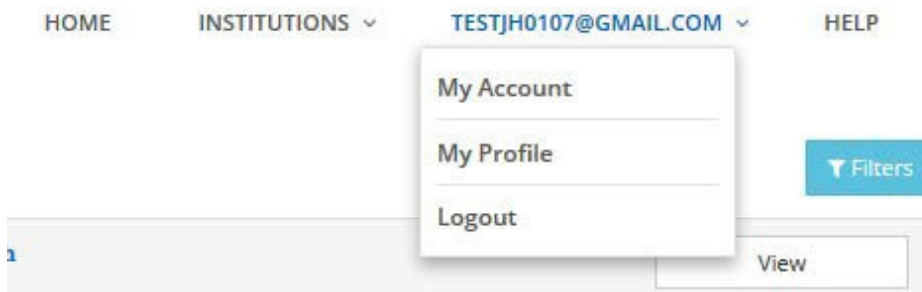 HOME INSTITUTIONS TESTJH0107@GMAIL.COM HELP
My Account
My Profile
Filters
Logout
View